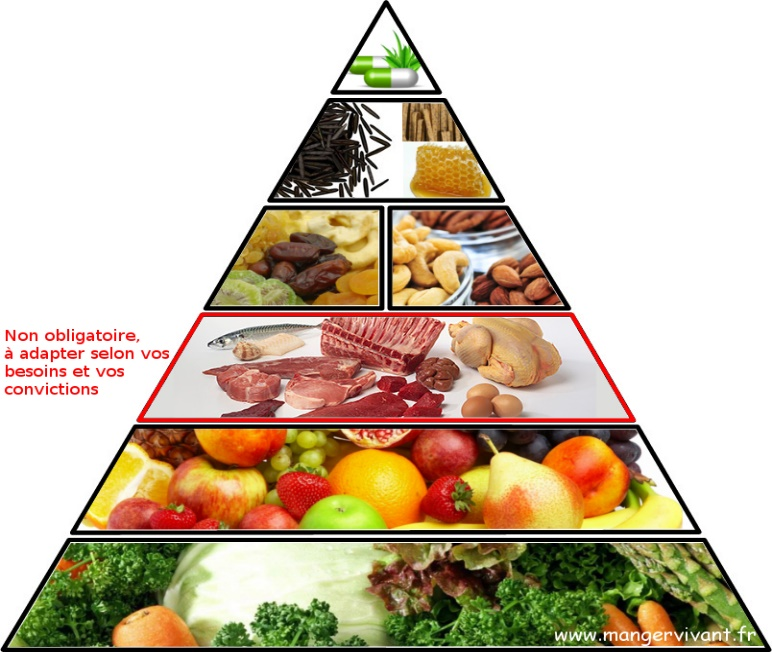 Non obligatoire,
à adapter selon vos
besoins et vos
convictions
www.mangervivant.fr